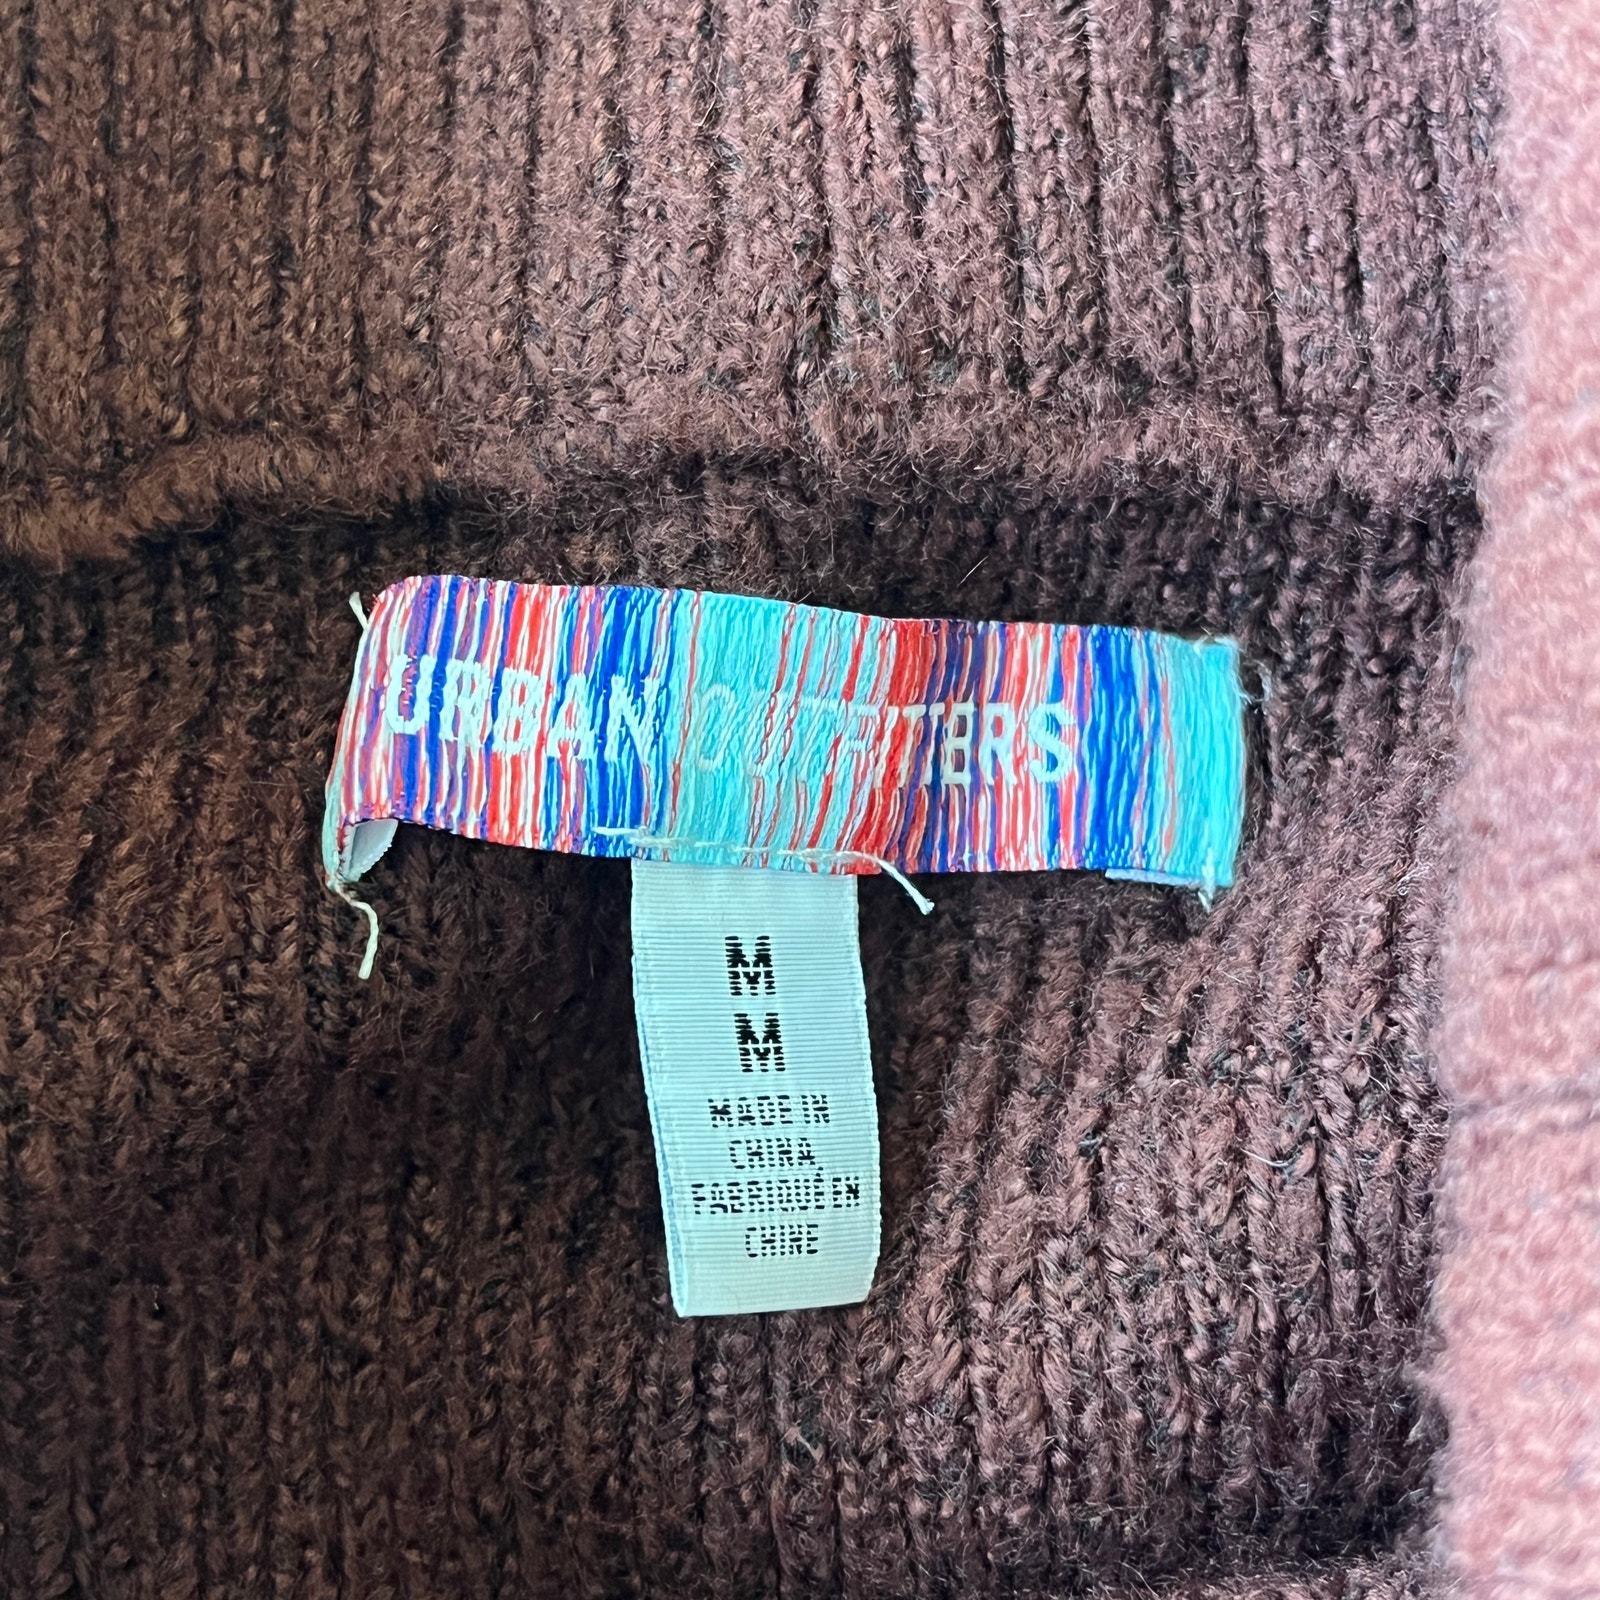 URBAN OUTFITTERS
M
M
MADE IN
CHINA
FABRIQUÉ EN
CHINE